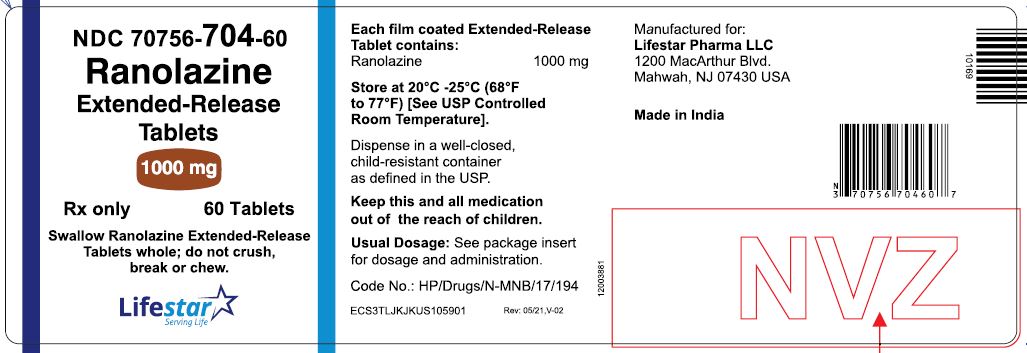 NDC 70756-704-60
Ranolazine
Extended-Release
Tablets
1000 mg
Rx only 60 Tablets
Swallow Ranolazine Extended-Release
Tablets whole; do not crush,
break or chew.
Lifestar
Serving Life
Each film coated Extended-Release
Tablet contains:
Ranolazine 1000 mg
Store at 20°C -25°C (68°F
to 77°F) [See USP Controlled
Room Temperature].
Dispense in a well-closed,
child-resistant container
as defined in the USP.
Keep this and all medication
out of the reach of children.
Usual Dosage: See package insert
for dosage and administration.
Code No.: HP/Drugs/N-MNB/17/194
ECS3TLJKJKUS105901 Rev: 05/21,V-02
Manufactured for:
Lifestar Pharma LLC
1200 MacArthur Blvd.
Mahwah, NJ 07430 USA
Made in India
10169
N
3 70756 70460 7
12003881
NVZ